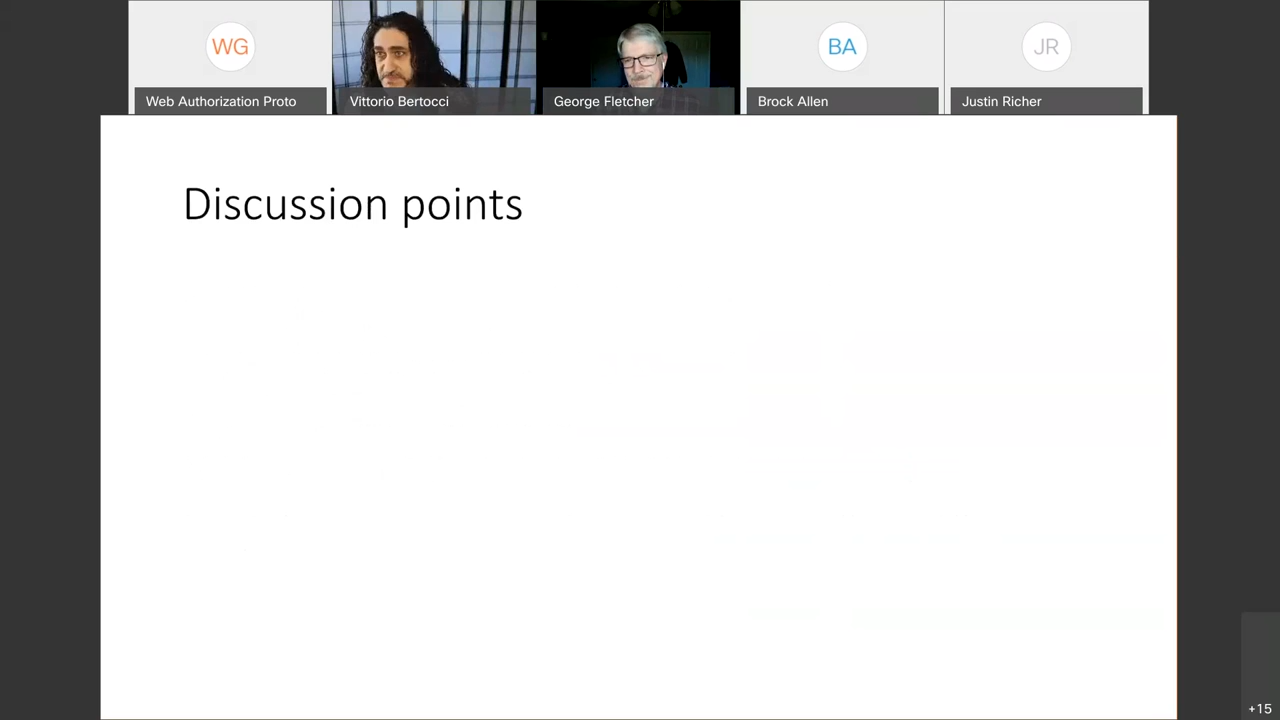 WG
BA
JR
Web Authorization Proto
Vittorio Bertocci
George Fletcher
Brock Allen
Justin Richer
Discussion points
+15